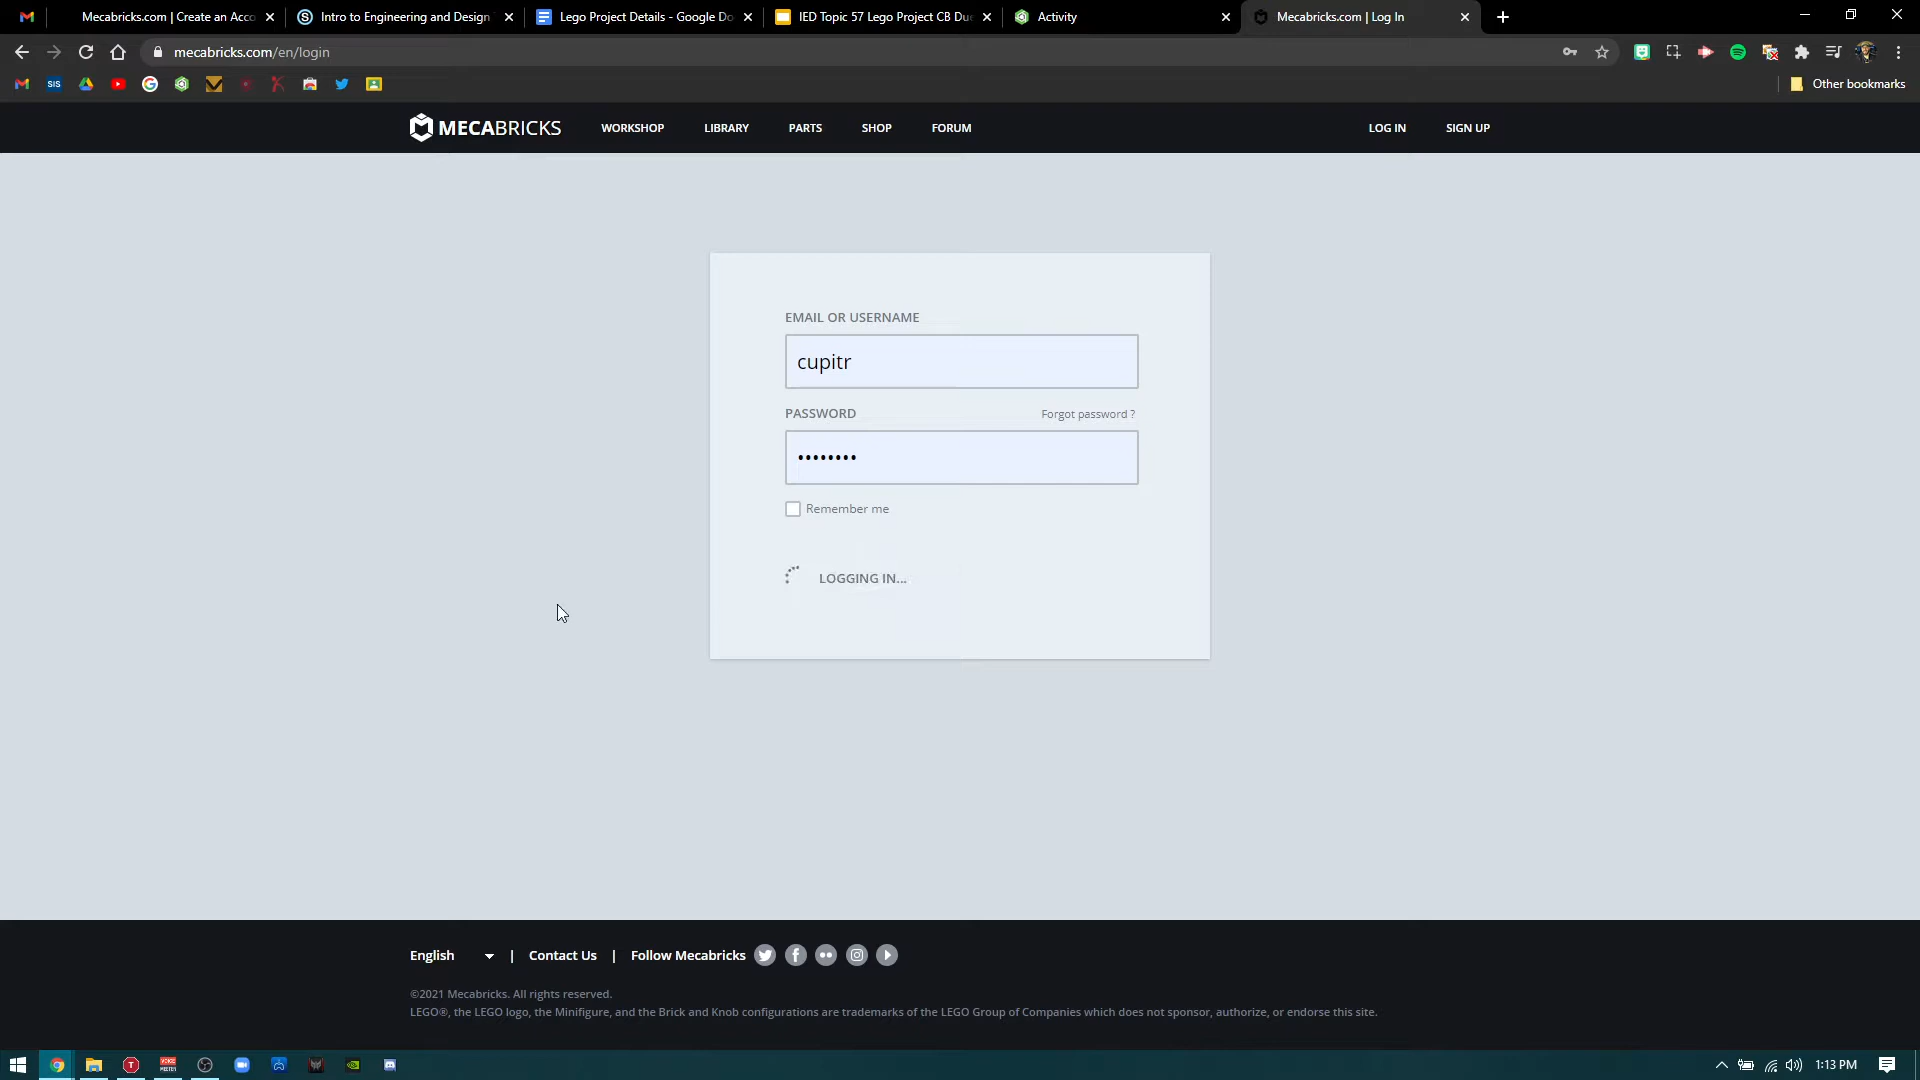 Mecabricks.com | Create an Acco
Intro to Engineering and Design
Lego Project Details - Google Do
IED Topic 57 Lego Project CB Due
Activity
Mecabricks.com | Log In
mecabricks.com/en/login
SIS
Other bookmarks
MECABRICKS
WORKSHOP
LIBRARY
PARTS
SHOP
FORUM
LOG IN
SIGN UP
EMAIL OR USERNAME
cupitr
PASSWORD
Forgot password ?
••••••••
Remember me
LOGGING IN...
English
|
Contact Us
|
Follow Mecabricks
©2021 Mecabricks. All rights reserved.
LEGO®, the LEGO logo, the Minifigure, and the Brick and Knob configurations are trademarks of the LEGO Group of Companies which does not sponsor, authorize, or endorse this site.
1:13 PM